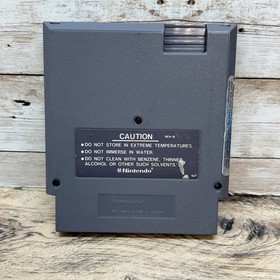 CAUTION
REV-A
•DO NOT STORE IN EXTREME TEMPERATURES.
•DO NOT IMMERSE IN WATER.
•DO NOT CLEAN WITH BENZENE, THINNER,
ALCOHOL OR OTHER SUCH SOLVENTS.
Nintendo